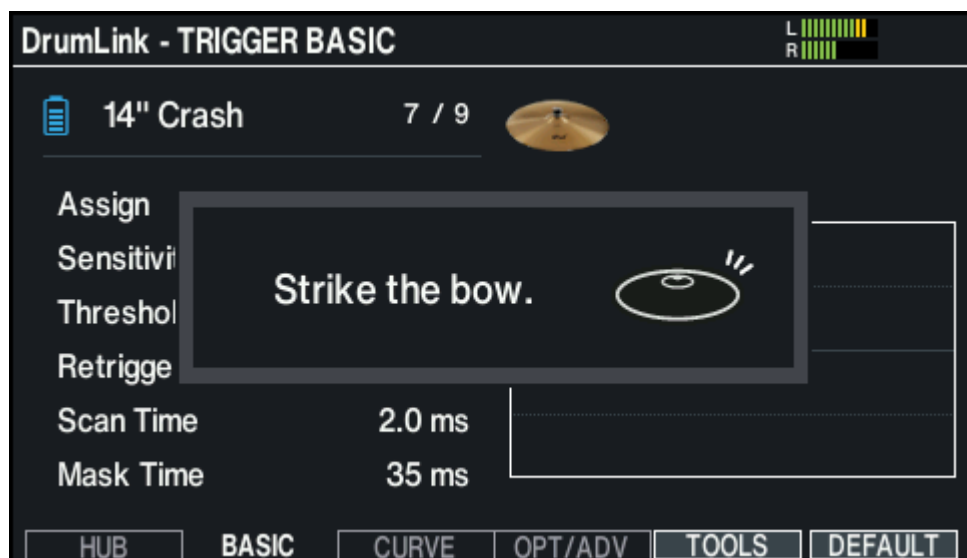 DrumLink - TRIGGER BASIC
L
R
14" Crash 7 / 9
Assign
Sensitivi
Strike the bow.
Threshol
Retrigge
Scan Time 2.0 ms
Mask Time 35 ms
HUB BASIC CURVE OPT/ADV TOOLS DEFAULT